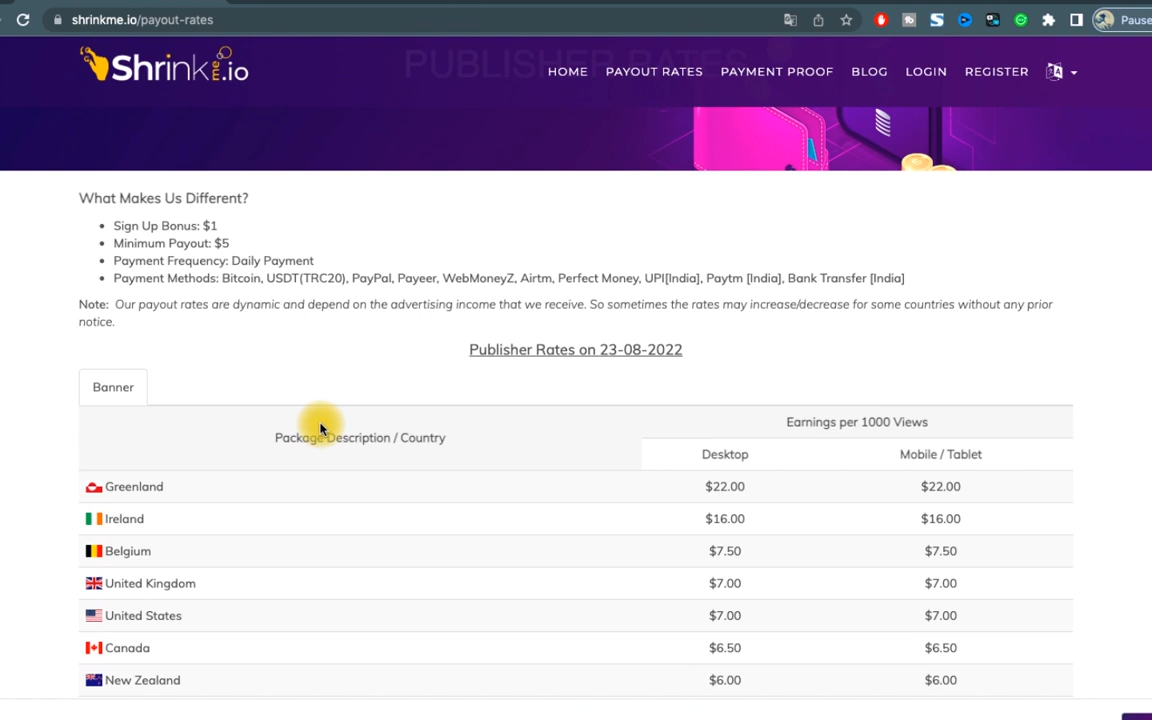 shrinkme.io/payout-rates
Pause
Shrinkme.io
PUBLISHER RATES
HOME PAYOUT RATES PAYMENT PROOF BLOG LOGIN REGISTER
What Makes Us Different?
• Sign Up Bonus: $1
• Minimum Payout: $5
• Payment Frequency: Daily Payment
• Payment Methods: Bitcoin, USDT(TRC20), PayPal, Payeer, WebMoneyZ, Airtm, Perfect Money, UPI[India], Paytm [India], Bank Transfer [India]
Note: Our payout rates are dynamic and depend on the advertising income that we receive. So sometimes the rates may increase/decrease for some countries without any prior
notice.
Publisher Rates on 23-08-2022
Banner
Package Description / Country
Earnings per 1000 Views
Desktop Mobile / Tablet
Greenland $22.00 $22.00
Ireland $16.00 $16.00
Belgium $7.50 $7.50
United Kingdom $7.00 $7.00
United States $7.00 $7.00
Canada $6.50 $6.50
New Zealand $6.00 $6.00